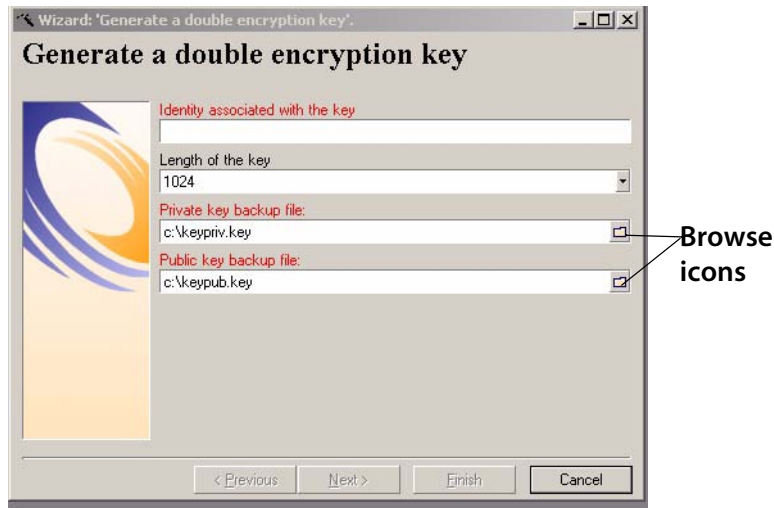 Wizard: 'Generate a double encryption key'.
Generate a double encryption key
Identity associated with the key
Length of the key
1024
Private key backup file:
c:\keypriv.key
Public key backup file:
c:\keypub.key
Browse
icons
< Previous
Next >
Finish
Cancel